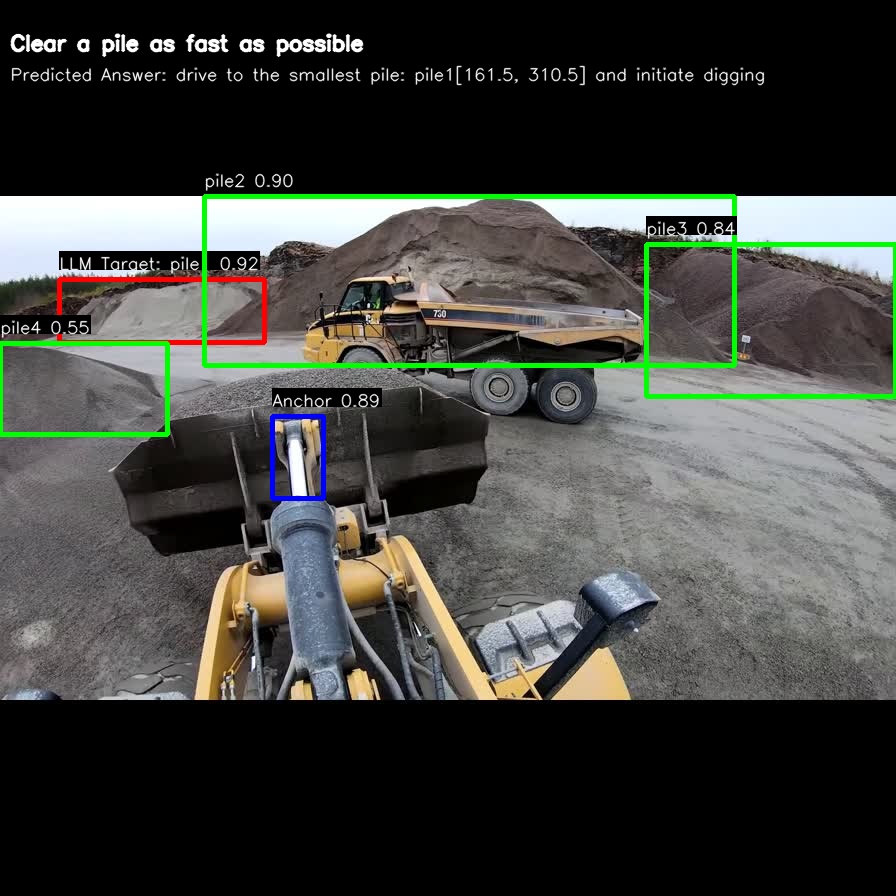 Clear a pile as fast as possible
Predicted Answer: drive to the smallest pile: pile1[161.5, 310.5] and initiate digging
pile2 0.90
pile3 0.84
LLM Target: pile 0.92
pile4 0.55
730
Anchor 0.89